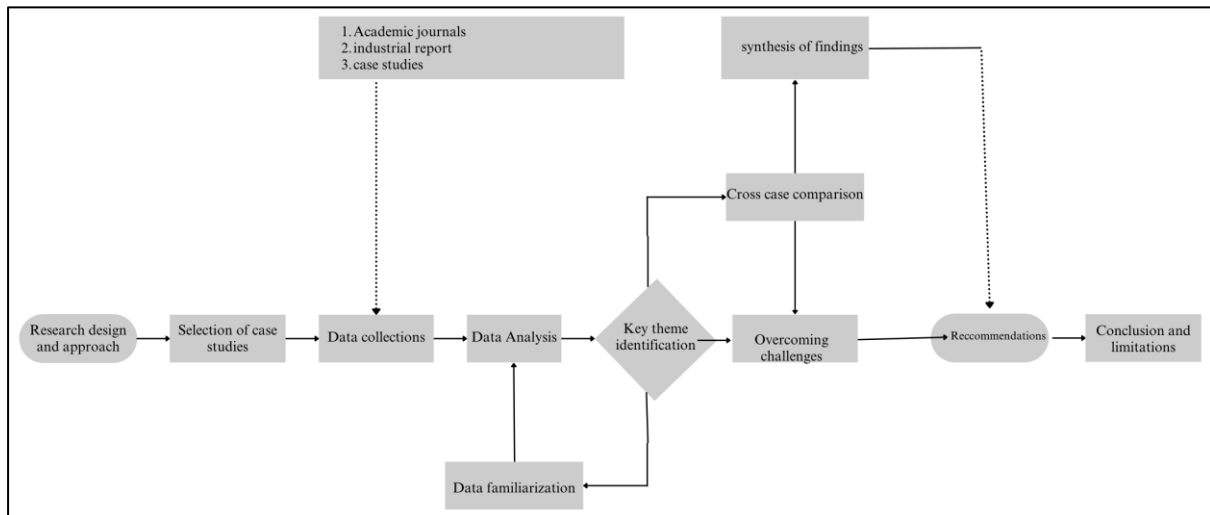 1. Academic journals
2. industrial report
3. case studies
synthesis of findings
Cross case comparison
Research design
and approach
Selection of case
studies
Data collections
Data Analysis
Key theme
identification
Overcoming
challenges
Reccommendations
Conclusion and
limitations
Data familiarization